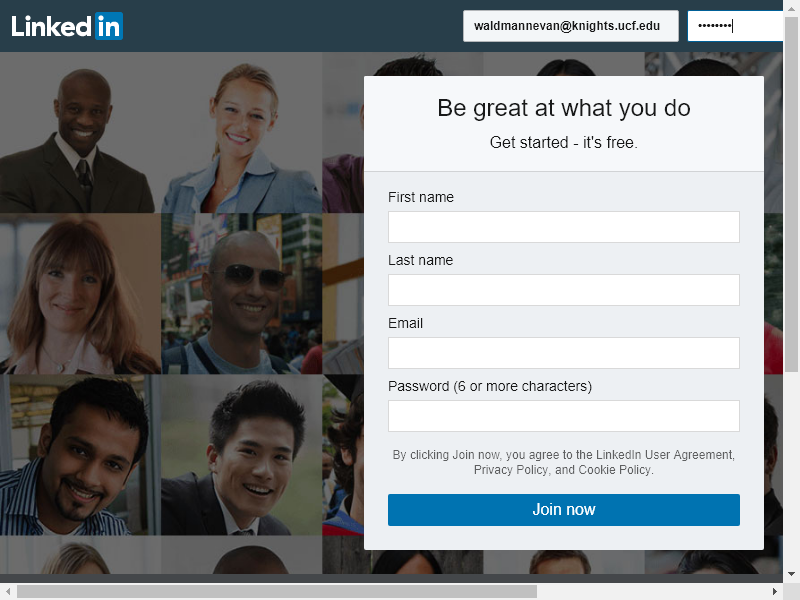 Linked in
waldmannevan@knights.ucf.edu
••••••••
Be great at what you do
Get started - it's free.
First name
Last name
Email
Password (6 or more characters)
By clicking Join now, you agree to the LinkedIn User Agreement,
Privacy Policy, and Cookie Policy.
Join now